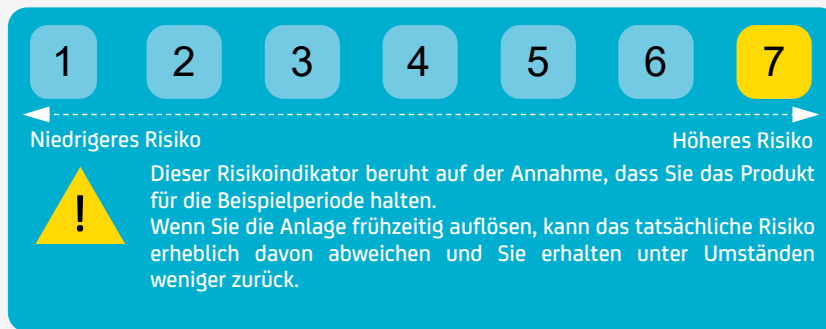 1 2 3 4 5 6 7
Niedrigeres Risiko Höheres Risiko
Dieser Risikoindikator beruht auf der Annahme, dass Sie das Produkt
für die Beispielperiode halten.
!
Wenn Sie die Anlage frühzeitig auflösen, kann das tatsächliche Risiko
erheblich davon abweichen und Sie erhalten unter Umständen
weniger zurück.